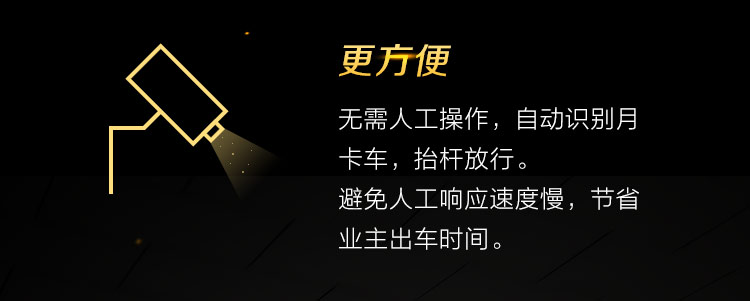 更方便
无需人工操作，自动识别月
卡车，抬杆放行。
避免人工响应速度慢，节省
业主出车时间。